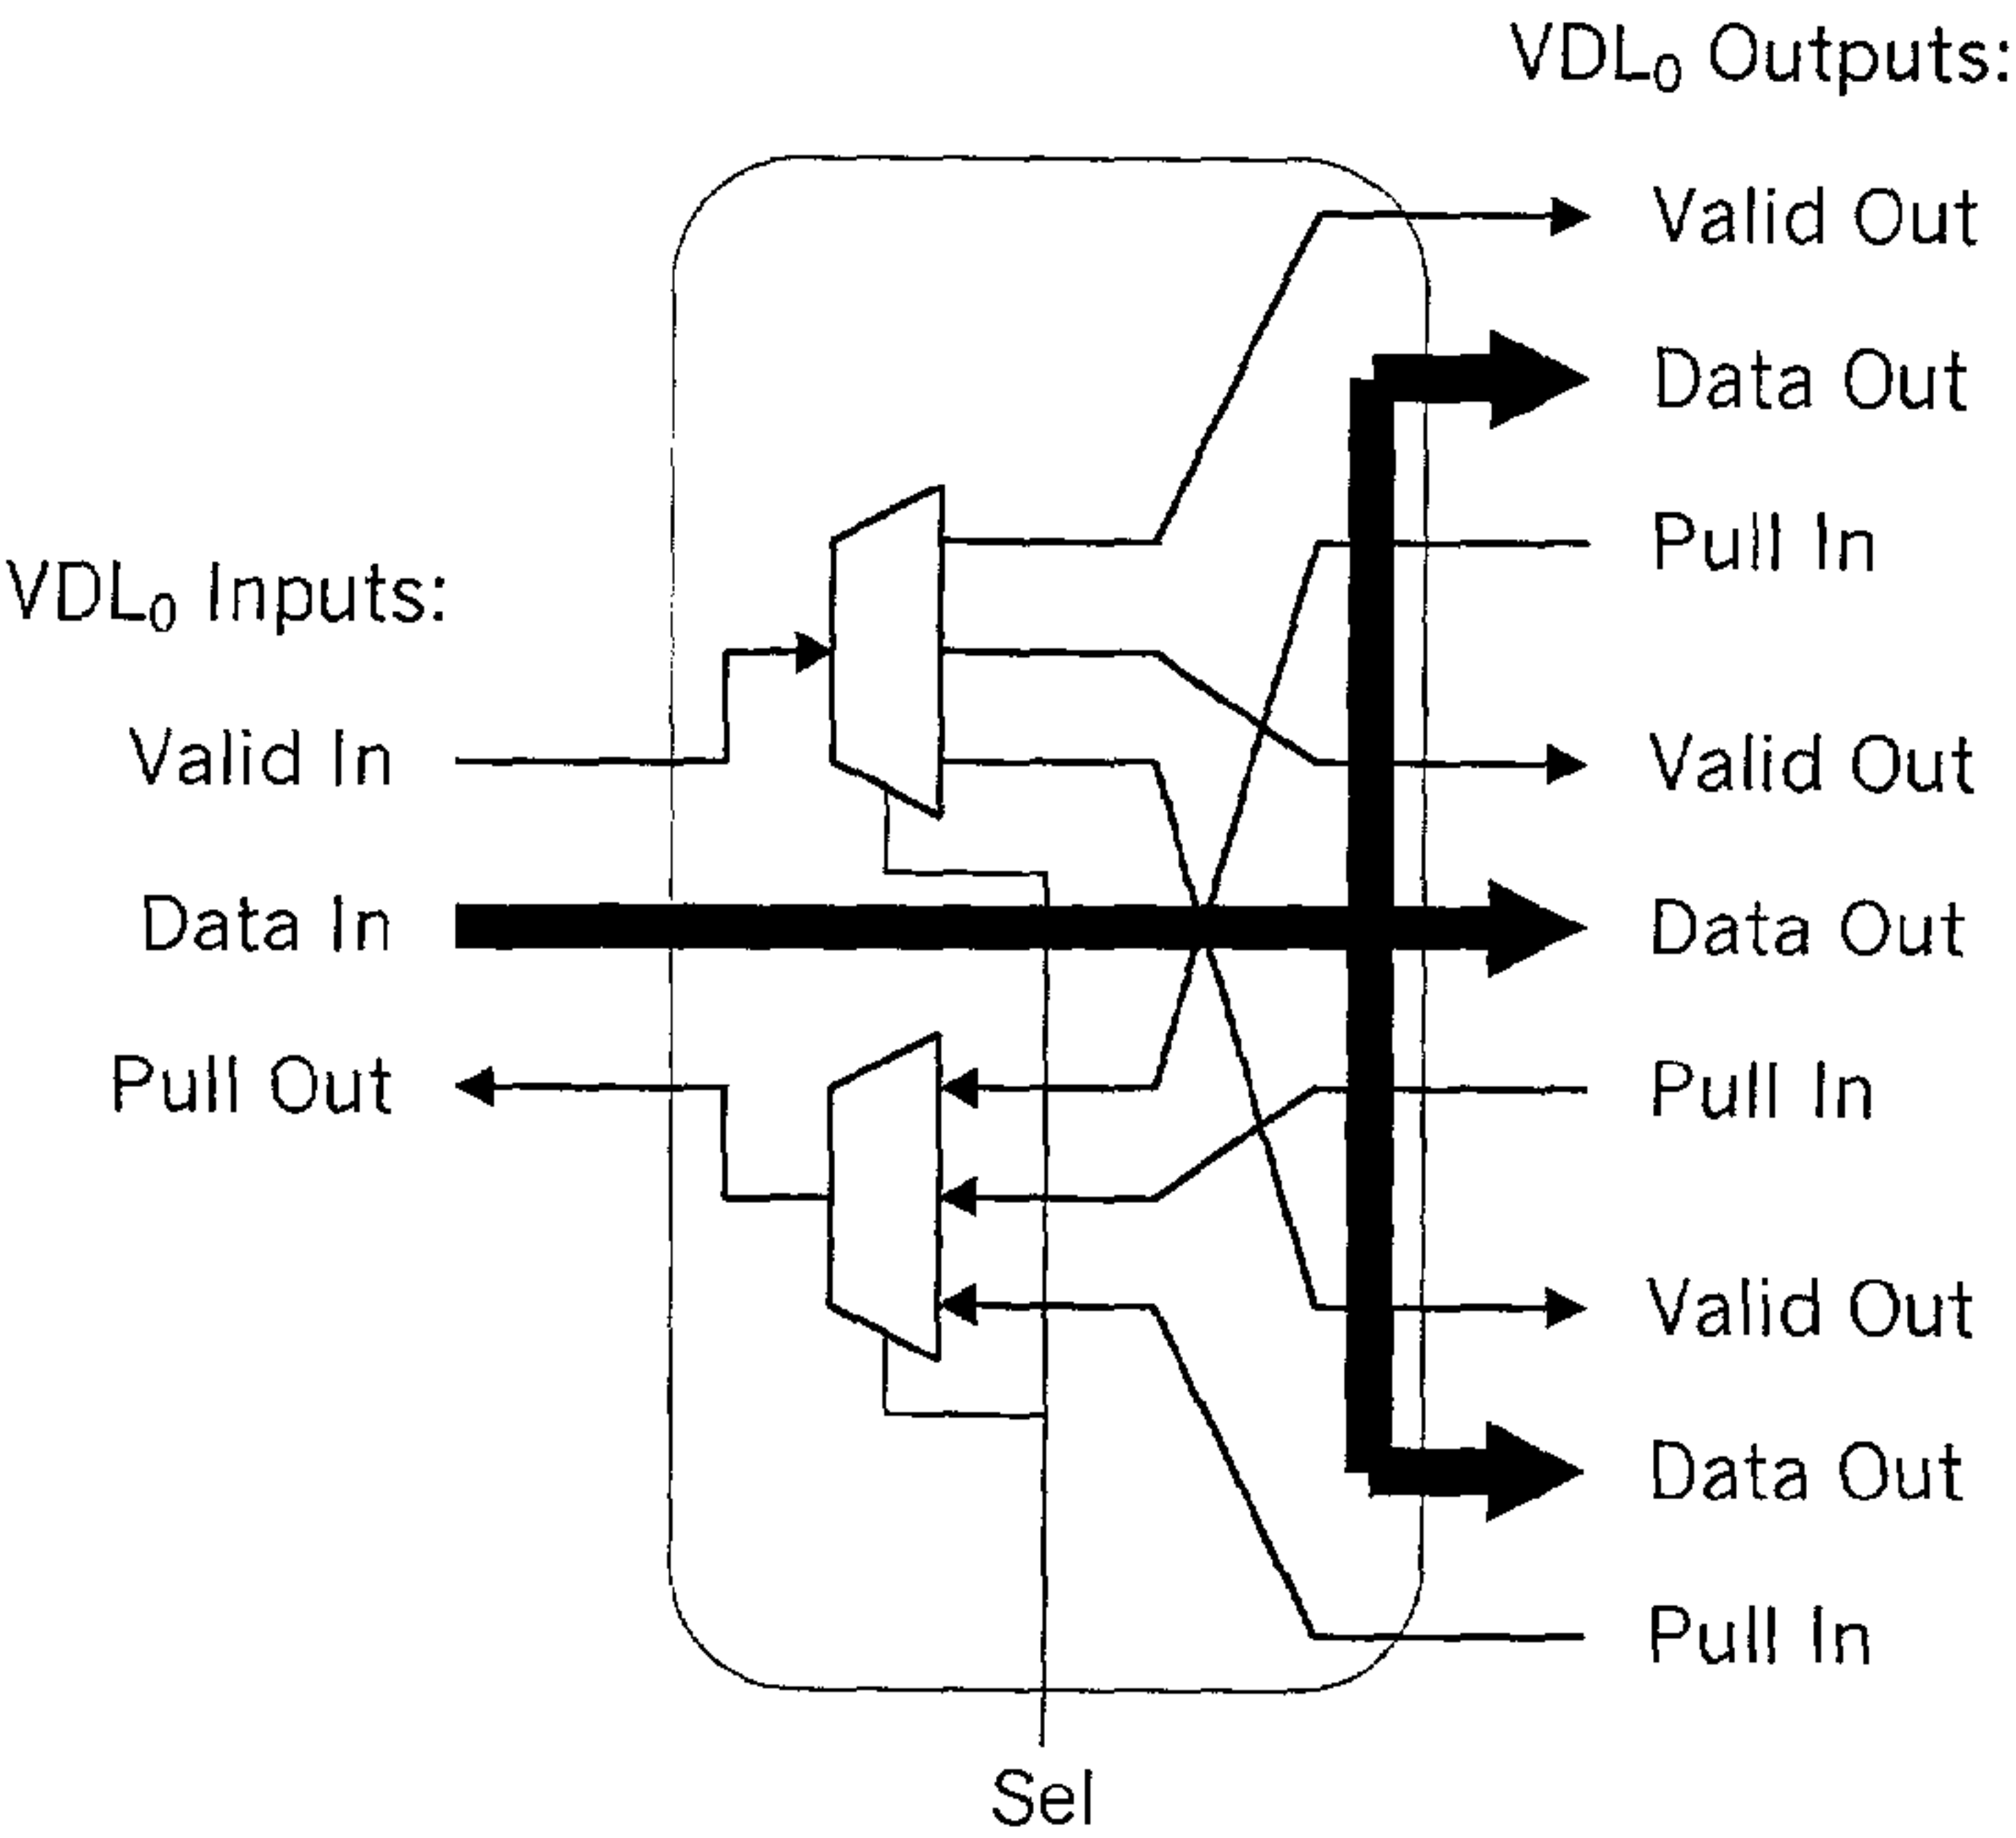 VDL₀ Outputs:
Valid Out
Data Out
Pull In
VDL₀ Inputs:
Valid In
Valid Out
Data In
Data Out
Pull Out
Pull In
Valid Out
Data Out
Pull In
Sel